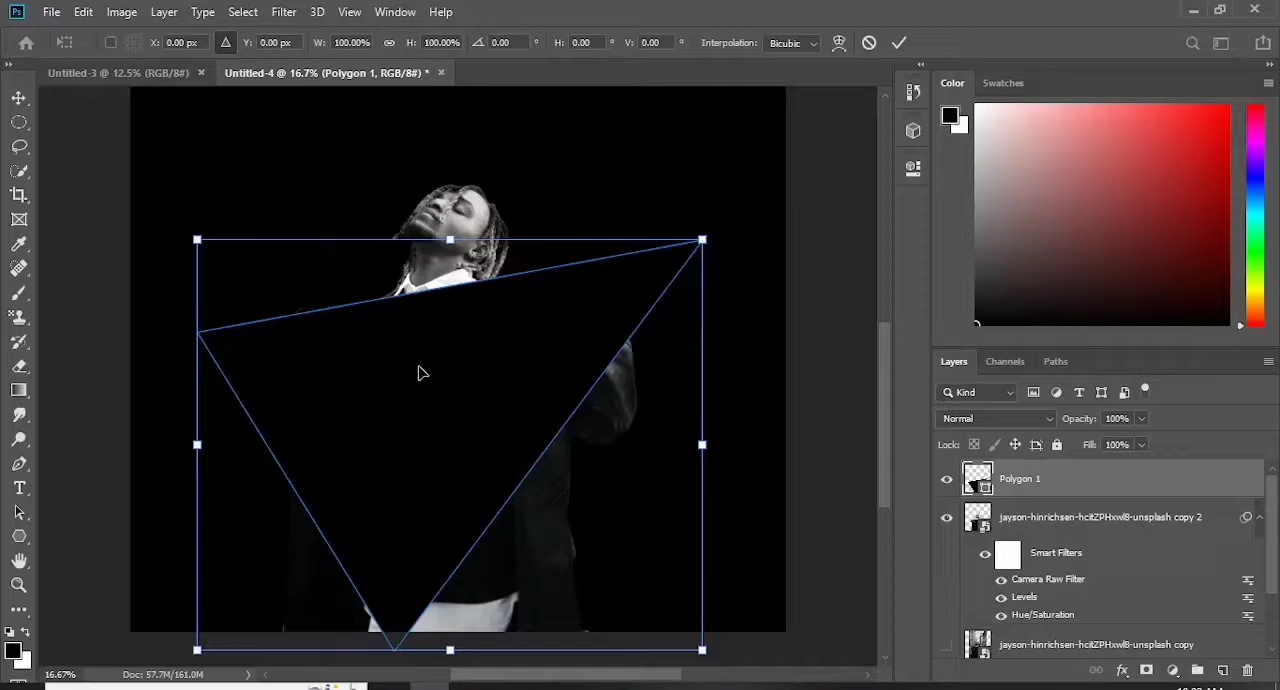 Ps File Edit Image Layer Type Select Filter 3D View Window Help
X: 0.00 px Y: 0.00 px W: 100.00% H: 100.00% 0.00 ° H: 0.00 ° V: 0.00 ° Interpolation: Bicubic
Untitled-3 @ 12.5% (RGB/8#) × Untitled-4 @ 16.7% (Polygon 1, RGB/8#) * ×
Color Swatches
Layers Channels Paths
Kind
Normal Opacity: 100%
Lock: Fill: 100%
Polygon 1
jayson-hinrichsen-hcitZPHxwl8-unsplash copy 2
Smart Filters
Camera Raw Filter
Levels
Hue/Saturation
jayson-hinrichsen-hcitZPHxwl8-unsplash copy
16.67% Doc: 57.7M/161.0M